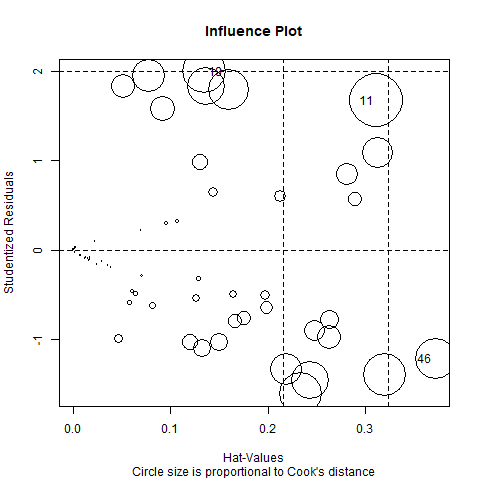 Influence Plot
2
1
0
-1
Studentized Residuals
11
46
0.0 0.1 0.2 0.3
Hat-Values
Circle size is proportional to Cook's distance